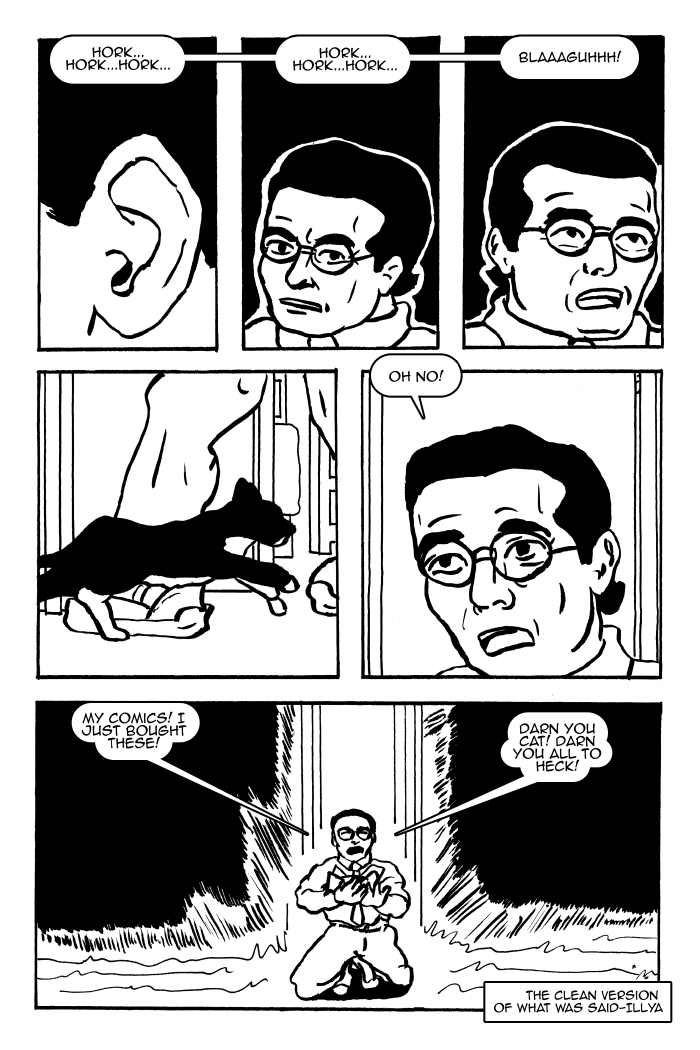 HORK...
HORK...HORK...
HORK...
HORK...HORK...
BLAAAGUHHH!
OH NO!
MY COMICS! I
JUST BOUGHT
THESE!
DARN YOU
CAT! DARN
YOU ALL TO
HECK!
THE CLEAN VERSION
OF WHAT WAS SAID-ILLYA